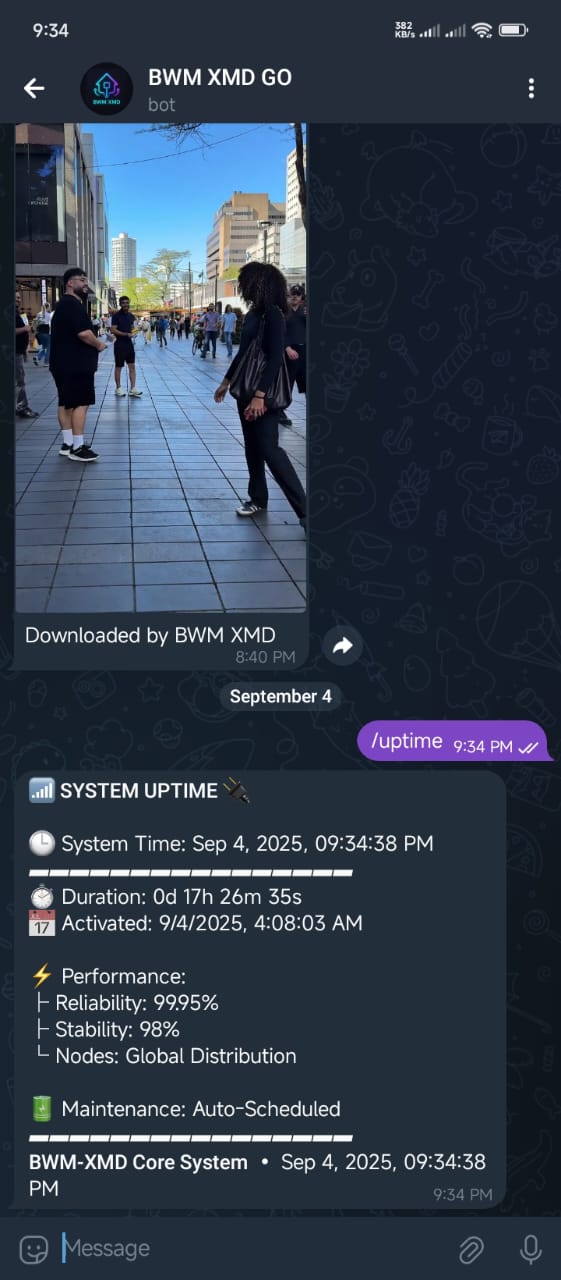 9:34
382
KB/s
BWM XMD GO
BWM XMD
bot
Downloaded by BWM XMD
8:40 PM
September 4
/uptime 9:34 PM
SYSTEM UPTIME
System Time: Sep 4, 2025, 09:34:38 PM
Duration: 0d 17h 26m 35s
17 Activated: 9/4/2025, 4:08:03 AM
Performance:
├ Reliability: 99.95%
├ Stability: 98%
└ Nodes: Global Distribution
Maintenance: Auto-Scheduled
BWM-XMD Core System • Sep 4, 2025, 09:34:38
PM
9:34 PM
Message